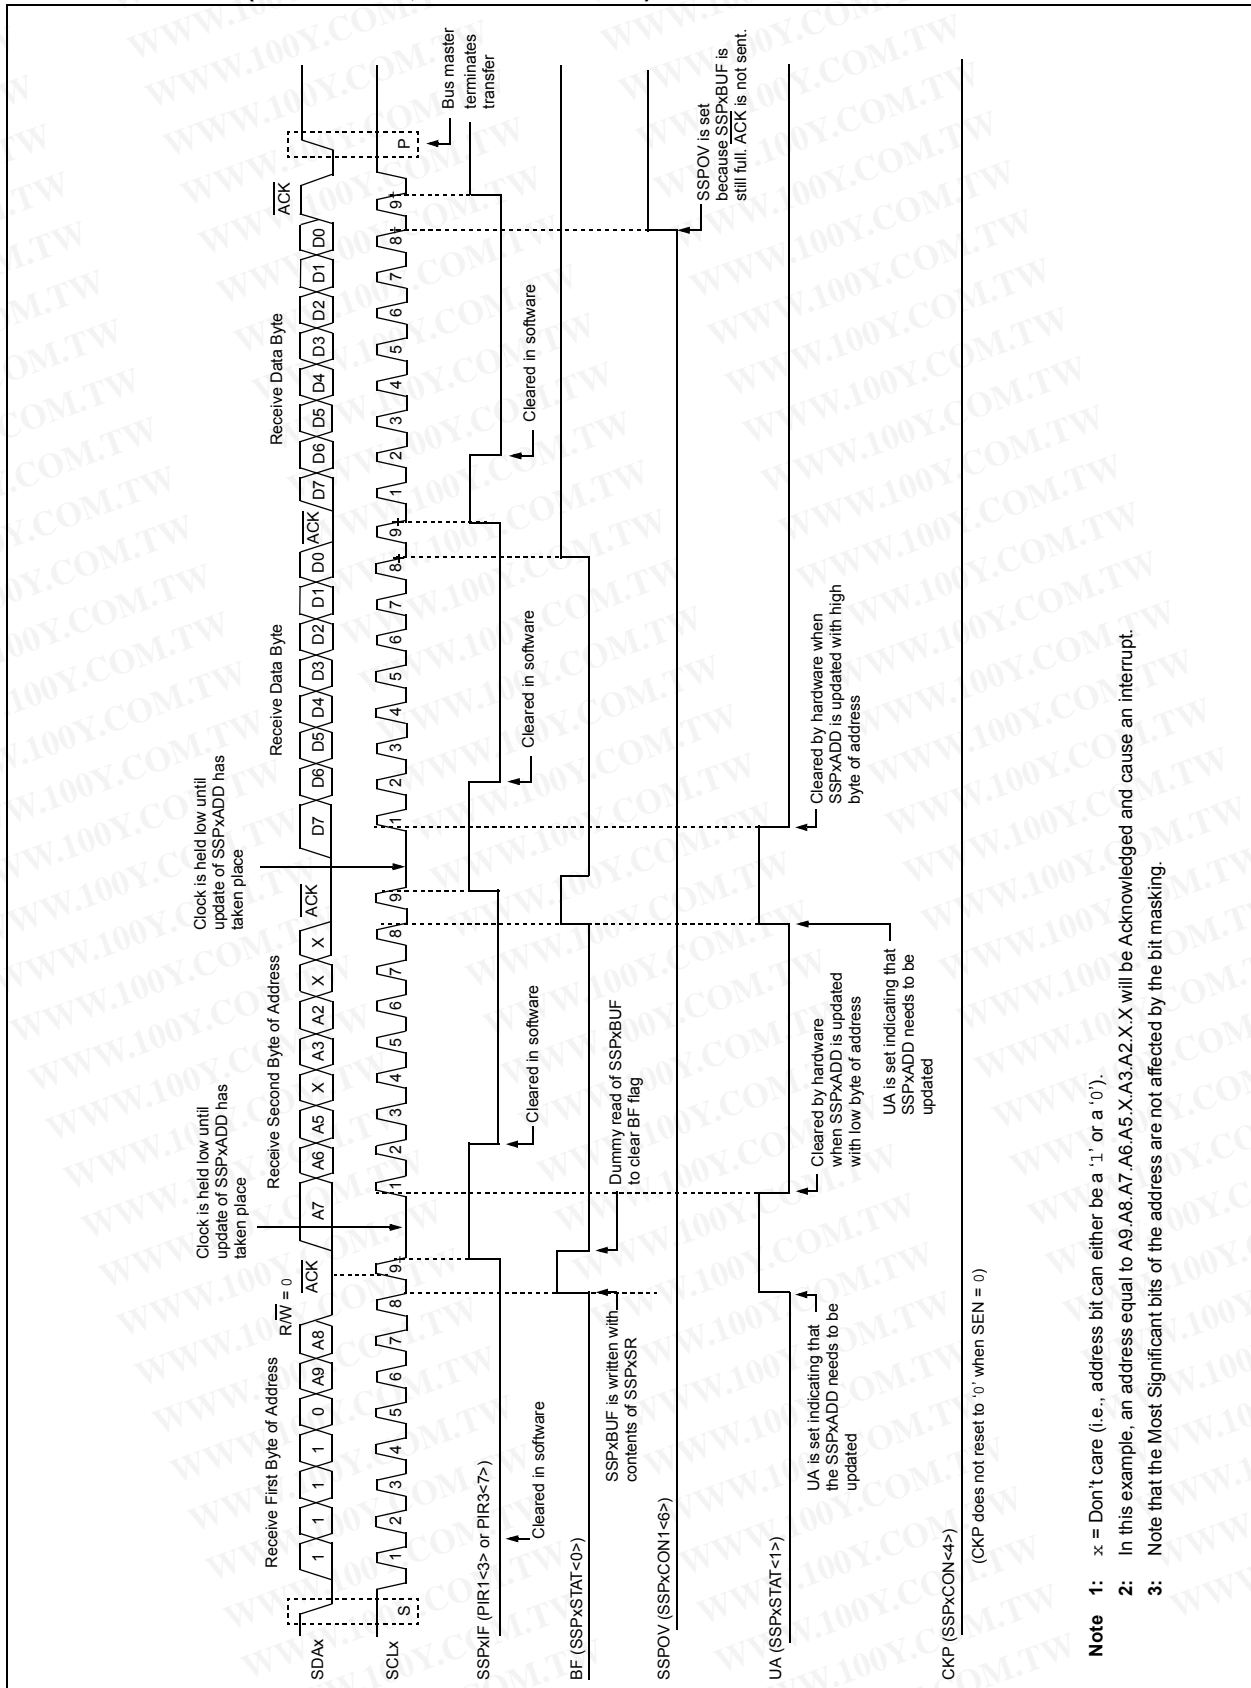 Receive First Byte of Address
R/W = 0
ACK
Clock is held low until
update of SSPxADD has
taken place
Receive Second Byte of Address
ACK
Clock is held low until
update of SSPxADD has
taken place
Receive Data Byte
ACK
Receive Data Byte
ACK
SDAx
1 1 1 1 0 A9 A8 A7 A6 A5 X A3 A2 X X D7 D6 D5 D4 D3 D2 D1 D0 D7 D6 D5 D4 D3 D2 D1 D0
SCLx
S 1 2 3 4 5 6 7 8 9 1 2 3 4 5 6 7 8 9 1 2 3 4 5 6 7 8 9 1 2 3 4 5 6 7 8 9 P
Bus master
terminates
transfer
SSPxIF (PIR1<3> or PIR3<7>)
Cleared in software
Cleared in software
Cleared in software
Cleared in software
BF (SSPxSTAT<0>)
SSPxBUF is written with
contents of SSPxSR
Dummy read of SSPxBUF
to clear BF flag
SSPOV (SSPxCON1<6>)
SSPOV is set
because SSPxBUF is
still full. ACK is not sent.
UA (SSPxSTAT<1>)
UA is set indicating that
the SSPxADD needs to be
updated
Cleared by hardware
when SSPxADD is updated
with low byte of address
UA is set indicating that
SSPxADD needs to be
updated
Cleared by hardware when
SSPxADD is updated with high
byte of address
CKP (SSPxCON<4>)
(CKP does not reset to '0' when SEN = 0)
Note 1: x = Don't care (i.e., address bit can either be a '1' or a '0').
2: In this example, an address equal to A9.A8.A7.A6.A5.X.A3.A2.X.X will be Acknowledged and cause an interrupt.
3: Note that the Most Significant bits of the address are not affected by the bit masking.
WWW.100Y.COM.TW